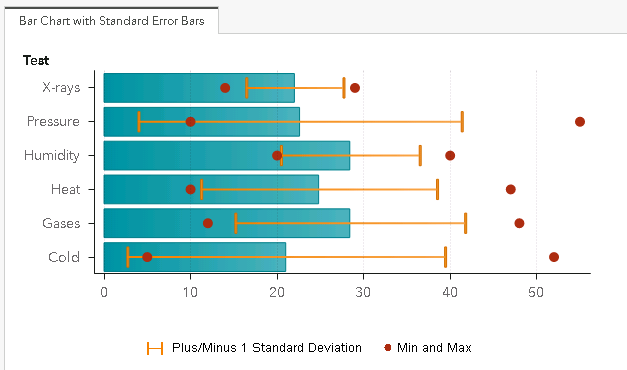 Bar Chart with Standard Error Bars
Test
X-rays
Pressure
Humidity
Heat
Gases
Cold
0 10 20 30 40 50
Plus/Minus 1 Standard Deviation Min and Max